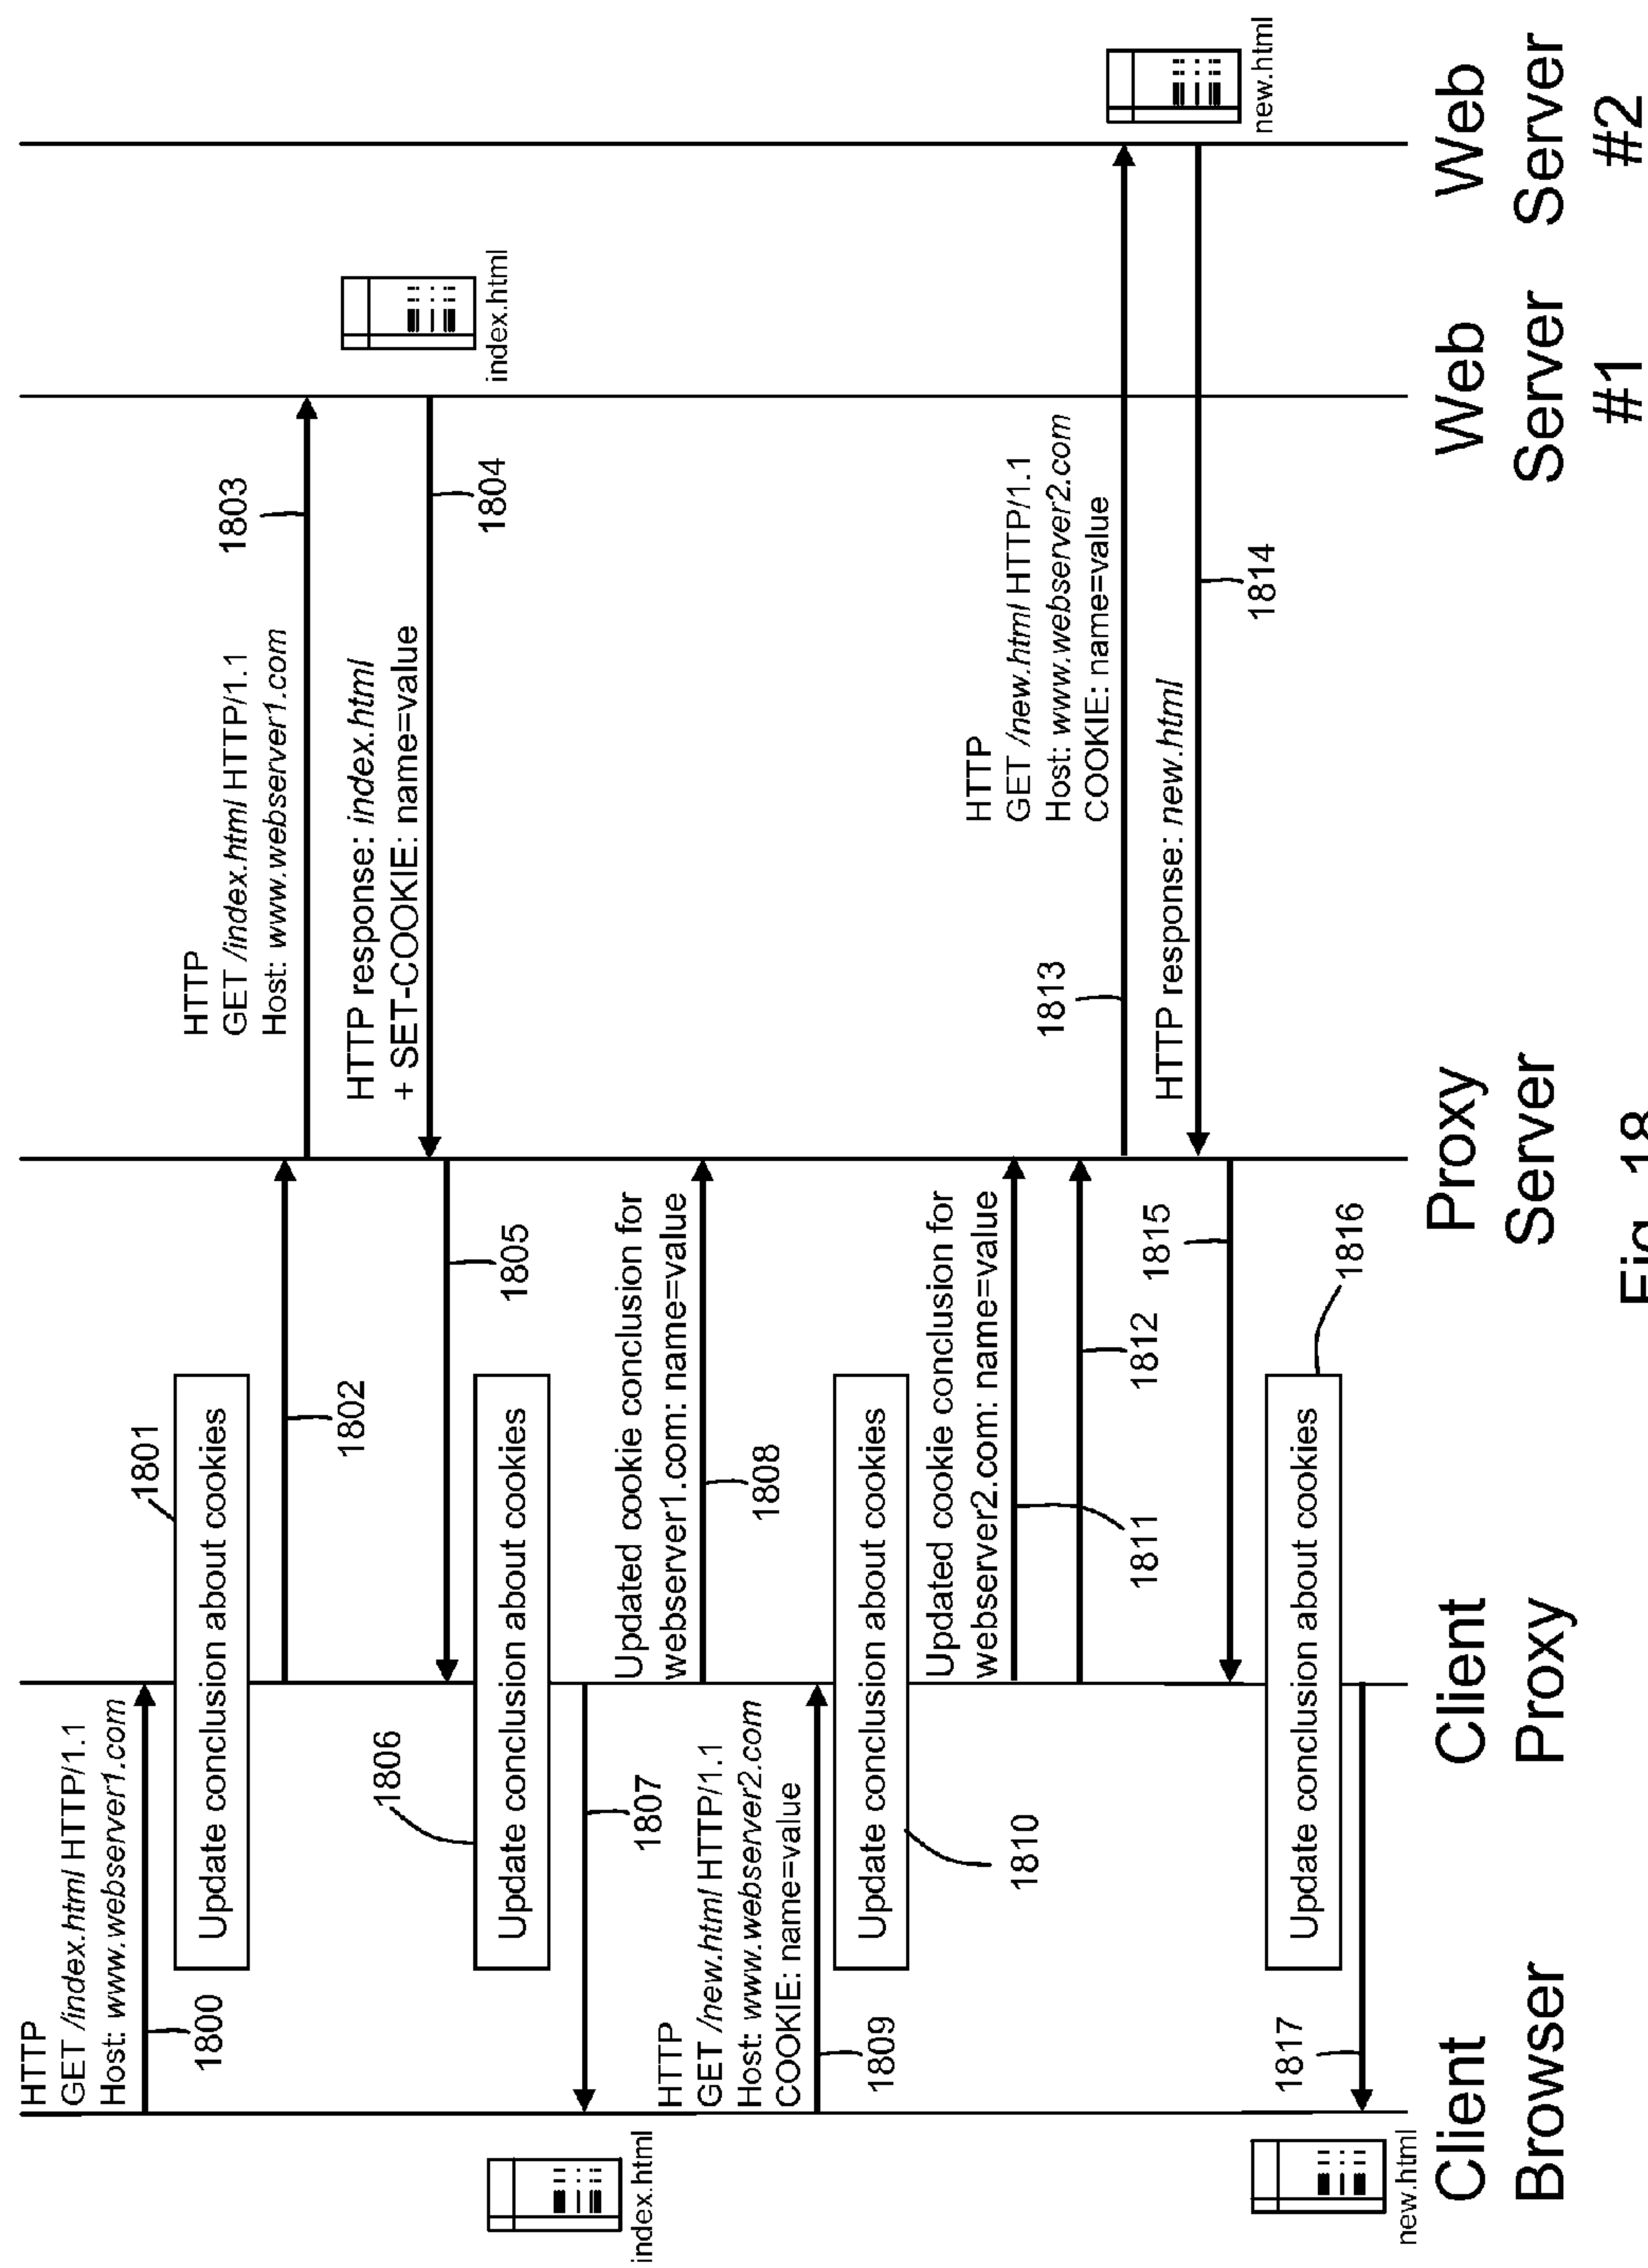 HTTP
GET /index.html HTTP/1.1
Host: www.webserver1.com
1800
1801
Update conclusion about cookies
1802
HTTP
GET /index.html HTTP/1.1
Host: www.webserver1.com
1803
HTTP response: index.html
+ SET-COOKIE: name=value
1804
index.html
1805
1806
Update conclusion about cookies
index.html
1807
Updated cookie conclusion for
webserver1.com: name=value
1808
HTTP
GET /new.html HTTP/1.1
Host: www.webserver2.com
COOKIE: name=value
1809
Update conclusion about cookies
1810
Updated cookie conclusion for
webserver2.com: name=value
1811
1812
HTTP
GET /new.html HTTP/1.1
Host: www.webserver2.com
COOKIE: name=value
1813
new.html
HTTP response: new.html
1814
1815
Update conclusion about cookies
1816
1817
new.html
Client
Browser
Client
Proxy
Proxy
Server
Web
Server
#1
Web
Server
#2
Fig. 18